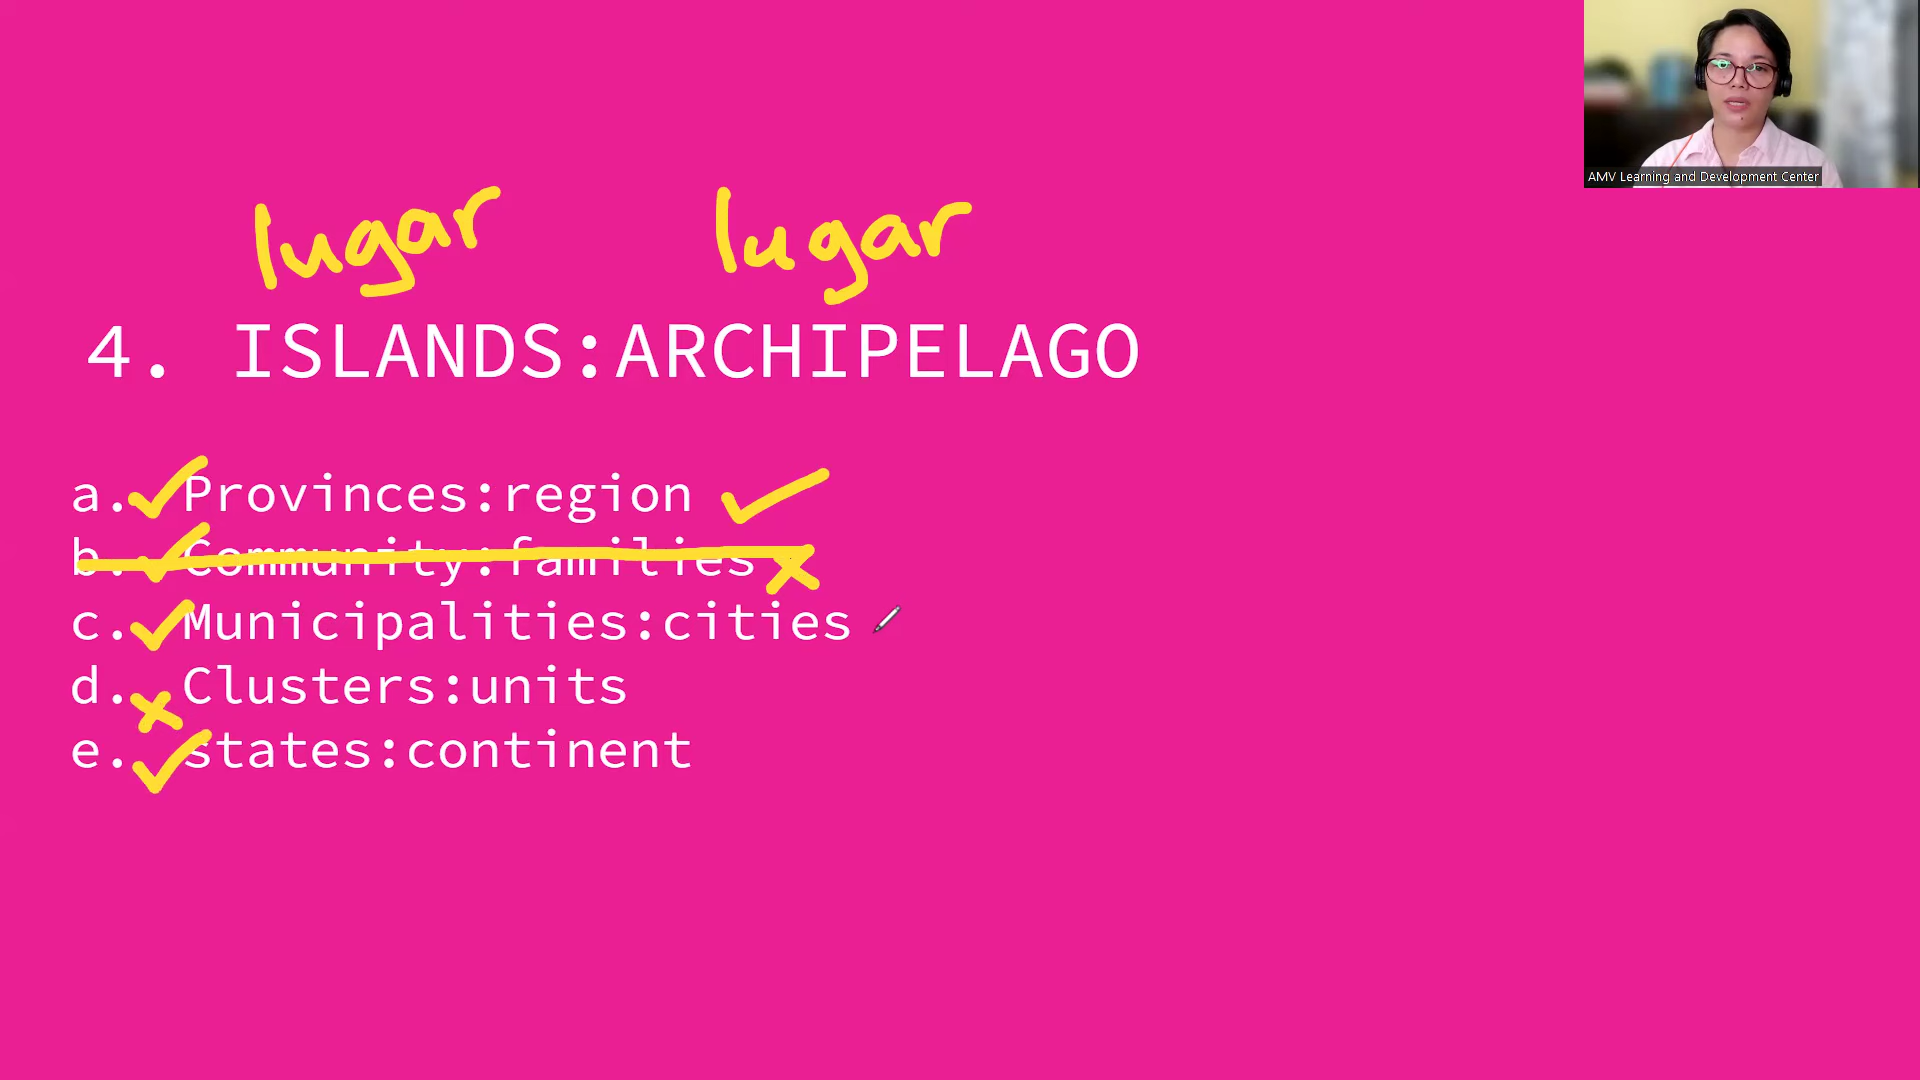 AMV Learning and Development Center
lugar lugar
4. ISLANDS:ARCHIPELAGO
a. Provinces:region
b. Community:families
c. Municipalities:cities
d. Clusters:units
e. states:continent